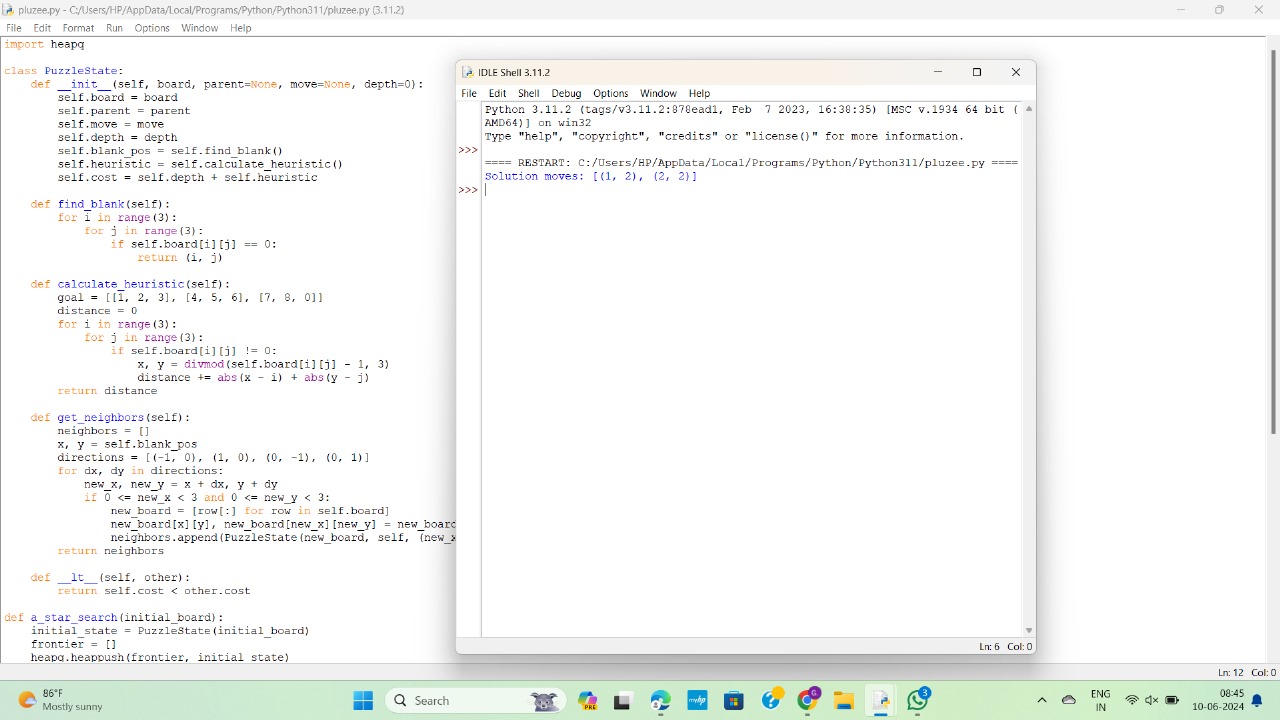 pluzee.py - C:/Users/HP/AppData/Local/Programs/Python/Python311/pluzee.py (3.11.2)
File Edit Format Run Options Window Help
import heapq
class PuzzleState:
    def __init__(self, board, parent=None, move=None, depth=0):
        self.board = board
        self.parent = parent
        self.move = move
        self.depth = depth
        self.blank_pos = self.find_blank()
        self.heuristic = self.calculate_heuristic()
        self.cost = self.depth + self.heuristic
    def find_blank(self):
        for i in range(3):
            for j in range(3):
                if self.board[i][j] == 0:
                    return (i, j)
    def calculate_heuristic(self):
        goal = [[1, 2, 3], [4, 5, 6], [7, 8, 0]]
        distance = 0
        for i in range(3):
            for j in range(3):
                if self.board[i][j] != 0:
                    x, y = divmod(self.board[i][j] - 1, 3)
                    distance += abs(x - i) + abs(y - j)
        return distance
    def get_neighbors(self):
        neighbors = []
        x, y = self.blank_pos
        directions = [(-1, 0), (1, 0), (0, -1), (0, 1)]
        for dx, dy in directions:
            new_x, new_y = x + dx, y + dy
            if 0 <= new_x < 3 and 0 <= new_y < 3:
                new_board = [row[:] for row in self.board]
                new_board[x][y], new_board[new_x][new_y] = new_board
                neighbors.append(PuzzleState(new_board, self, (new_x
        return neighbors
    def __lt__(self, other):
        return self.cost < other.cost
def a_star_search(initial_board):
    initial_state = PuzzleState(initial_board)
    frontier = []
    heapq.heappush(frontier, initial_state)
IDLE Shell 3.11.2
File Edit Shell Debug Options Window Help
Python 3.11.2 (tags/v3.11.2:878ead1, Feb  7 2023, 16:38:35) [MSC v.1934 64 bit (
AMD64)] on win32
Type "help", "copyright", "credits" or "license()" for more information.
>>>
==== RESTART: C:/Users/HP/AppData/Local/Programs/Python/Python311/pluzee.py ====
Solution moves: [(1, 2), (2, 2)]
>>>
Ln: 6 Col: 0
Ln: 12 Col: 0
86°F
Mostly sunny
Search
PRE
myhp
G
3
ENG
IN
08:45
10-06-2024